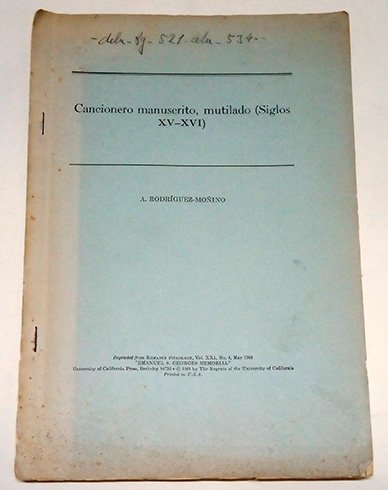 - dela - pg - 521 - ala - 534 -
Cancionero manuscrito, mutilado (Siglos
XV–XVI)
A. RODRÍGUEZ-MOÑINO
Reprinted from ROMANCE PHILOLOGY, Vol. XXI, No. 4, May 1968
"EMANUEL S. GEORGES MEMORIAL"
University of California Press, Berkeley 94720 • © 1968 by The Regents of the University of California
Printed in U.S.A.